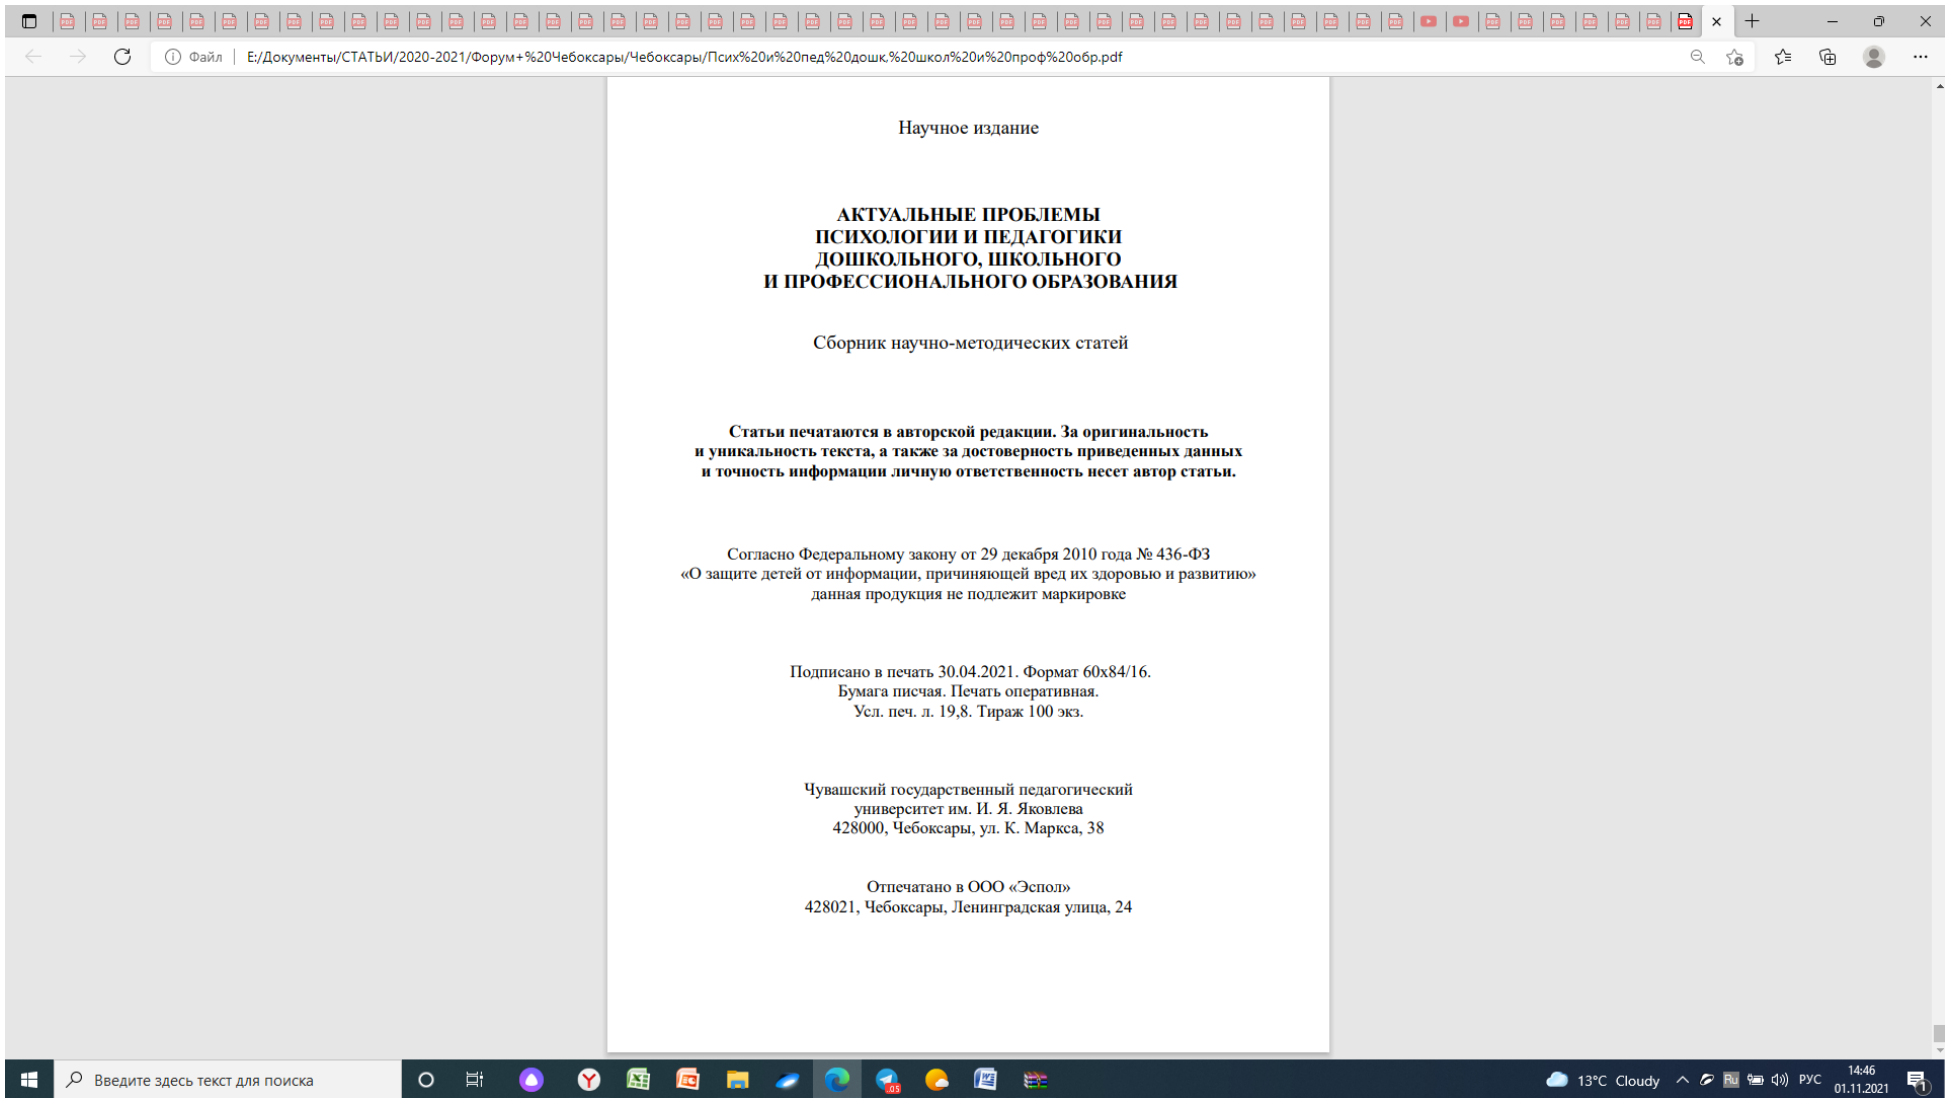 Файл
E:/Документы/СТАТЬИ/2020-2021/Форум+%20Чебоксары/Чебоксары/Псих%20и%20пед%20дошк,%20школ%20и%20проф%20обр.pdf
Научное издание
АКТУАЛЬНЫЕ ПРОБЛЕМЫ
ПСИХОЛОГИИ И ПЕДАГОГИКИ
ДОШКОЛЬНОГО, ШКОЛЬНОГО
И ПРОФЕССИОНАЛЬНОГО ОБРАЗОВАНИЯ
Сборник научно-методических статей
Статьи печатаются в авторской редакции. За оригинальность
и уникальность текста, а также за достоверность приведенных данных
и точность информации личную ответственность несет автор статьи.
Согласно Федеральному закону от 29 декабря 2010 года № 436-ФЗ
«О защите детей от информации, причиняющей вред их здоровью и развитию»
данная продукция не подлежит маркировке
Подписано в печать 30.04.2021. Формат 60х84/16.
Бумага писчая. Печать оперативная.
Усл. печ. л. 19,8. Тираж 100 экз.
Чувашский государственный педагогический
университет им. И. Я. Яковлева
428000, Чебоксары, ул. К. Маркса, 38
Отпечатано в ООО «Эспол»
428021, Чебоксары, Ленинградская улица, 24
Введите здесь текст для поиска
13°C Cloudy
Ru
РУС
14:46
01.11.2021
1